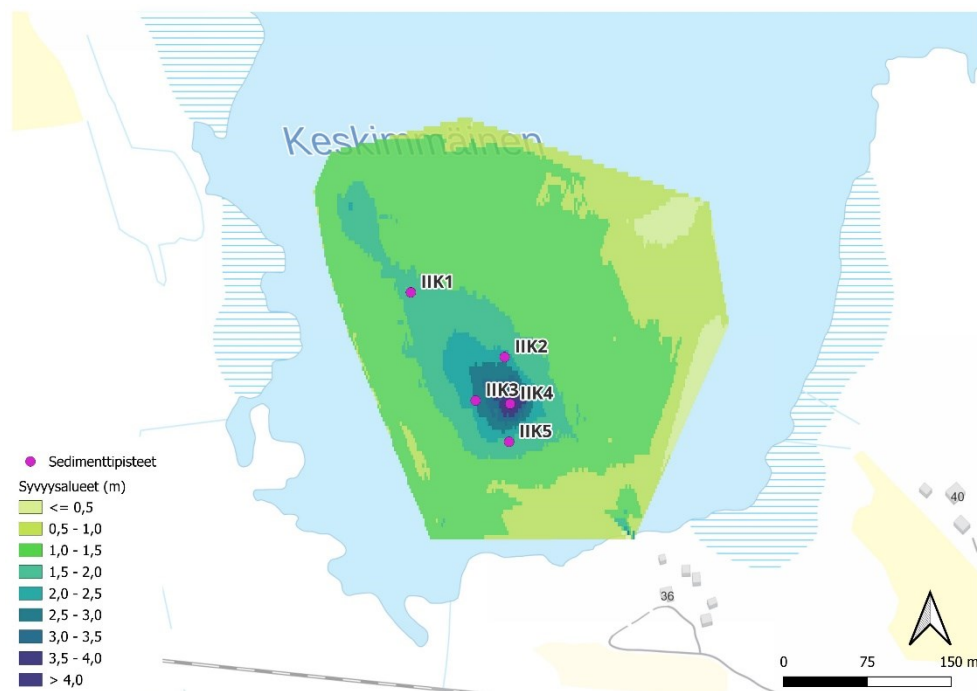 Keskimmäinen
IIK1
IIK2
IIK3
IIK4
IIK5
Sedimenttipisteet
Syvyysalueet (m)
<= 0,5
0,5 - 1,0
1,0 - 1,5
1,5 - 2,0
2,0 - 2,5
2,5 - 3,0
3,0 - 3,5
3,5 - 4,0
> 4,0
40
36
0 75 150 m